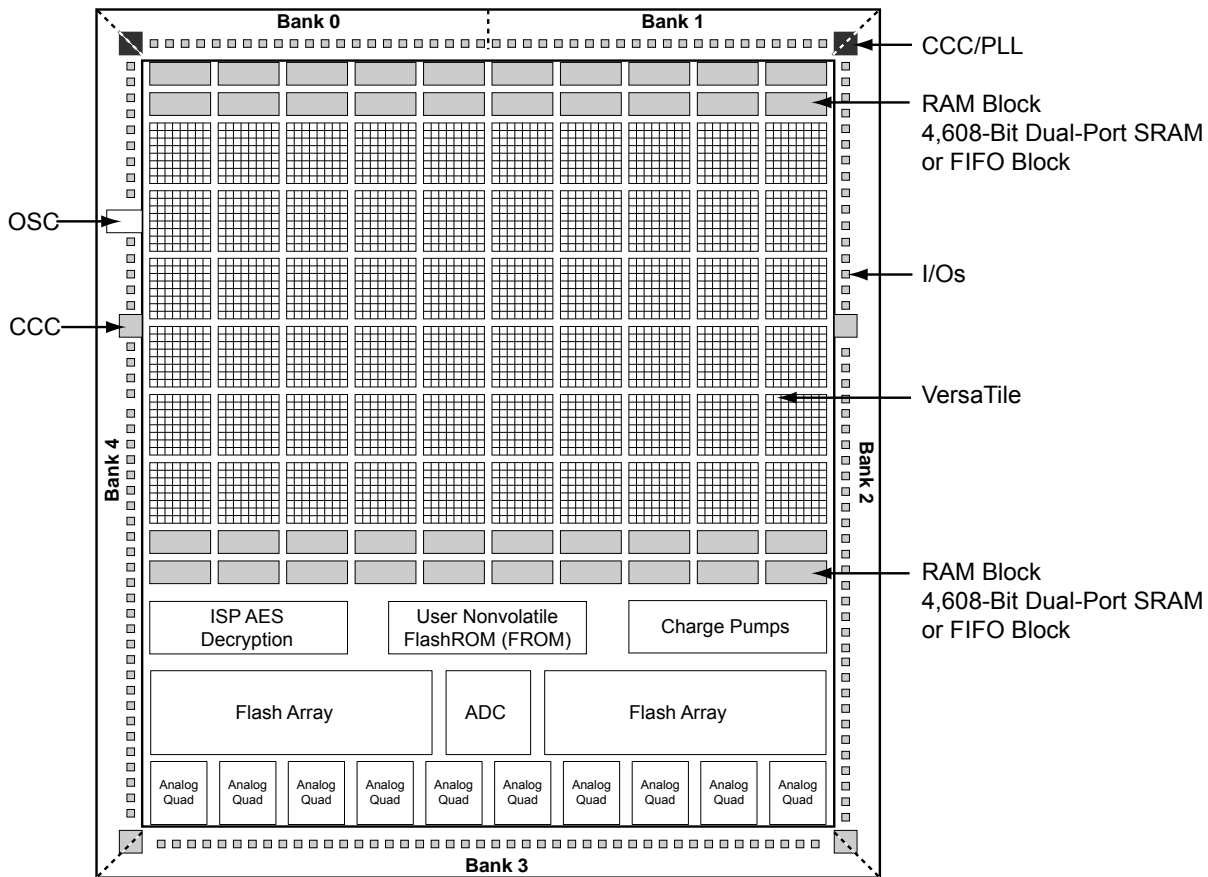 Bank 0
Bank 1
CCC/PLL
RAM Block
4,608-Bit Dual-Port SRAM
or FIFO Block
OSC
I/Os
CCC
VersaTile
Bank 4
Bank 2
RAM Block
4,608-Bit Dual-Port SRAM
or FIFO Block
ISP AES
Decryption
User Nonvolatile
FlashROM (FROM)
Charge Pumps
Flash Array
ADC
Flash Array
Analog
Quad
Analog
Quad
Analog
Quad
Analog
Quad
Analog
Quad
Analog
Quad
Analog
Quad
Analog
Quad
Analog
Quad
Analog
Quad
Bank 3